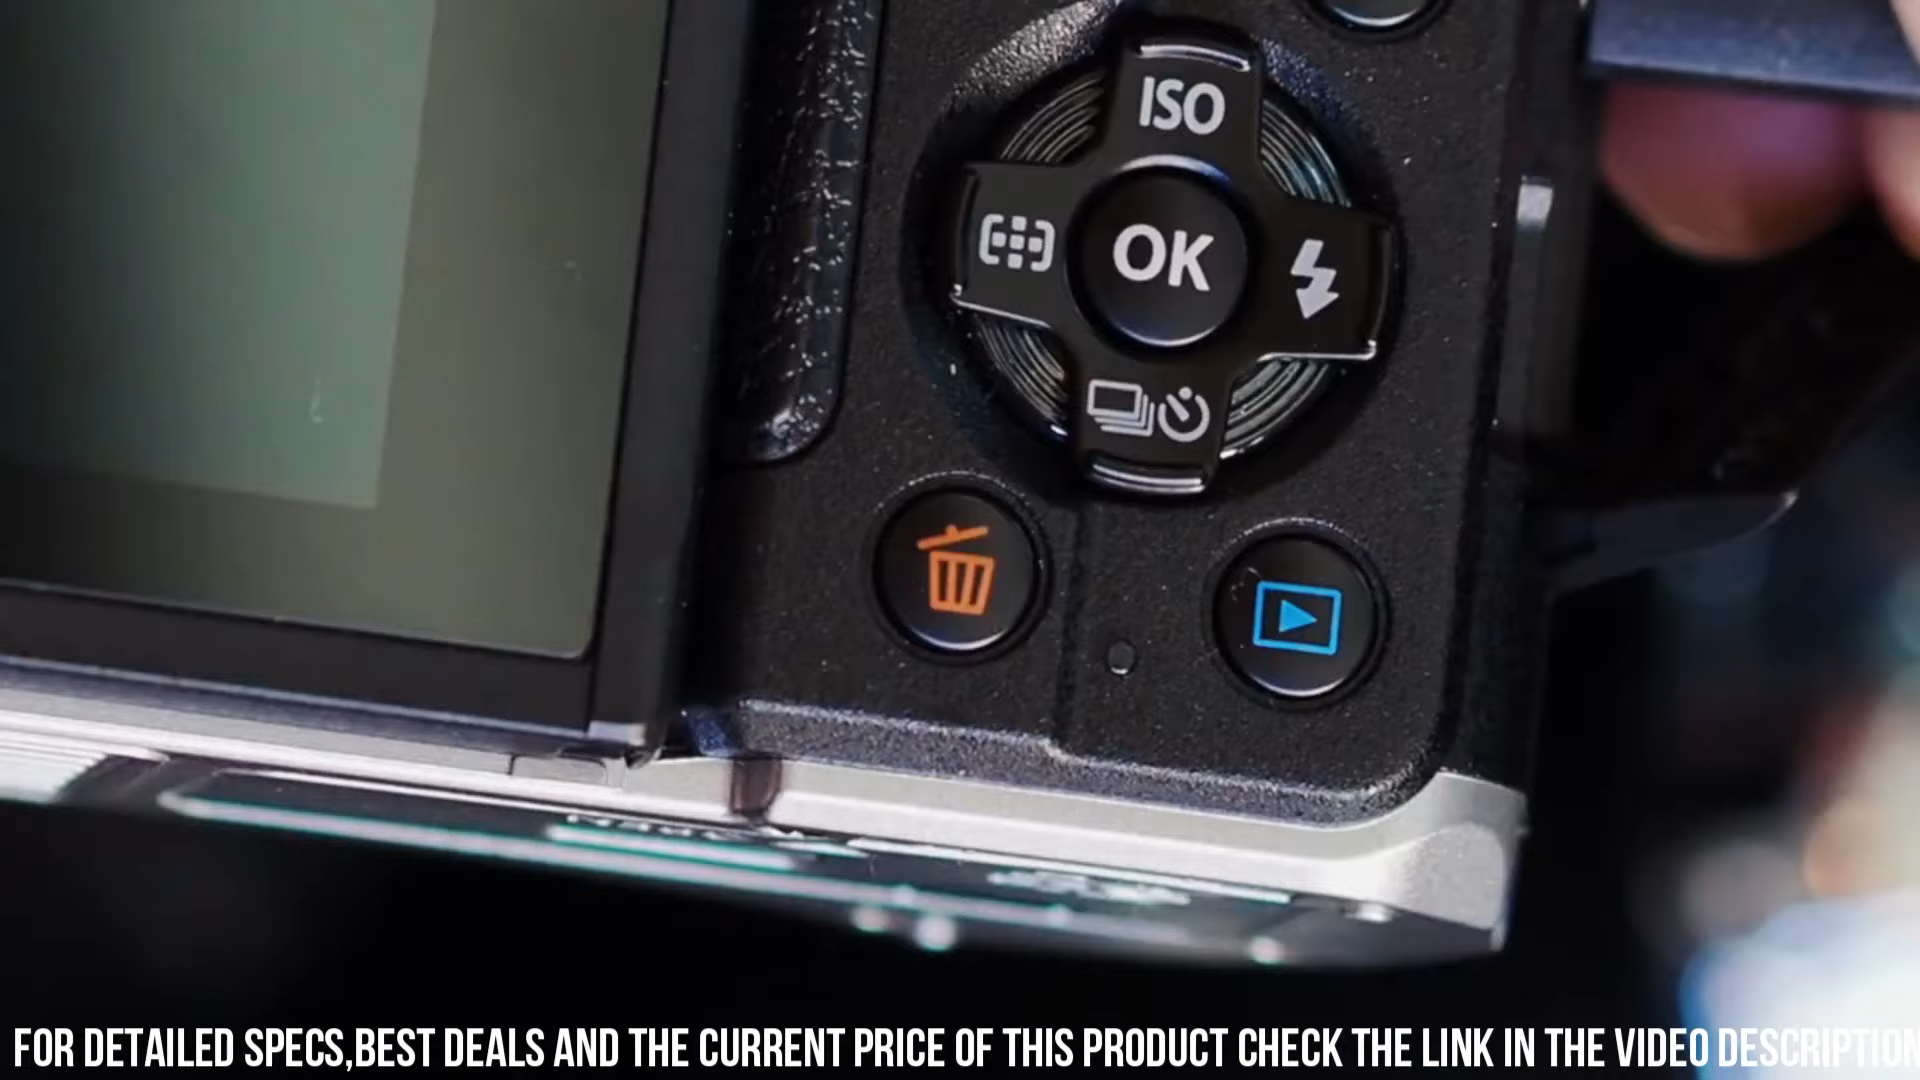 ISO
OK
FOR DETAILED SPECS,BEST DEALS AND THE CURRENT PRICE OF THIS PRODUCT CHECK THE LINK IN THE VIDEO DESCRIPTION